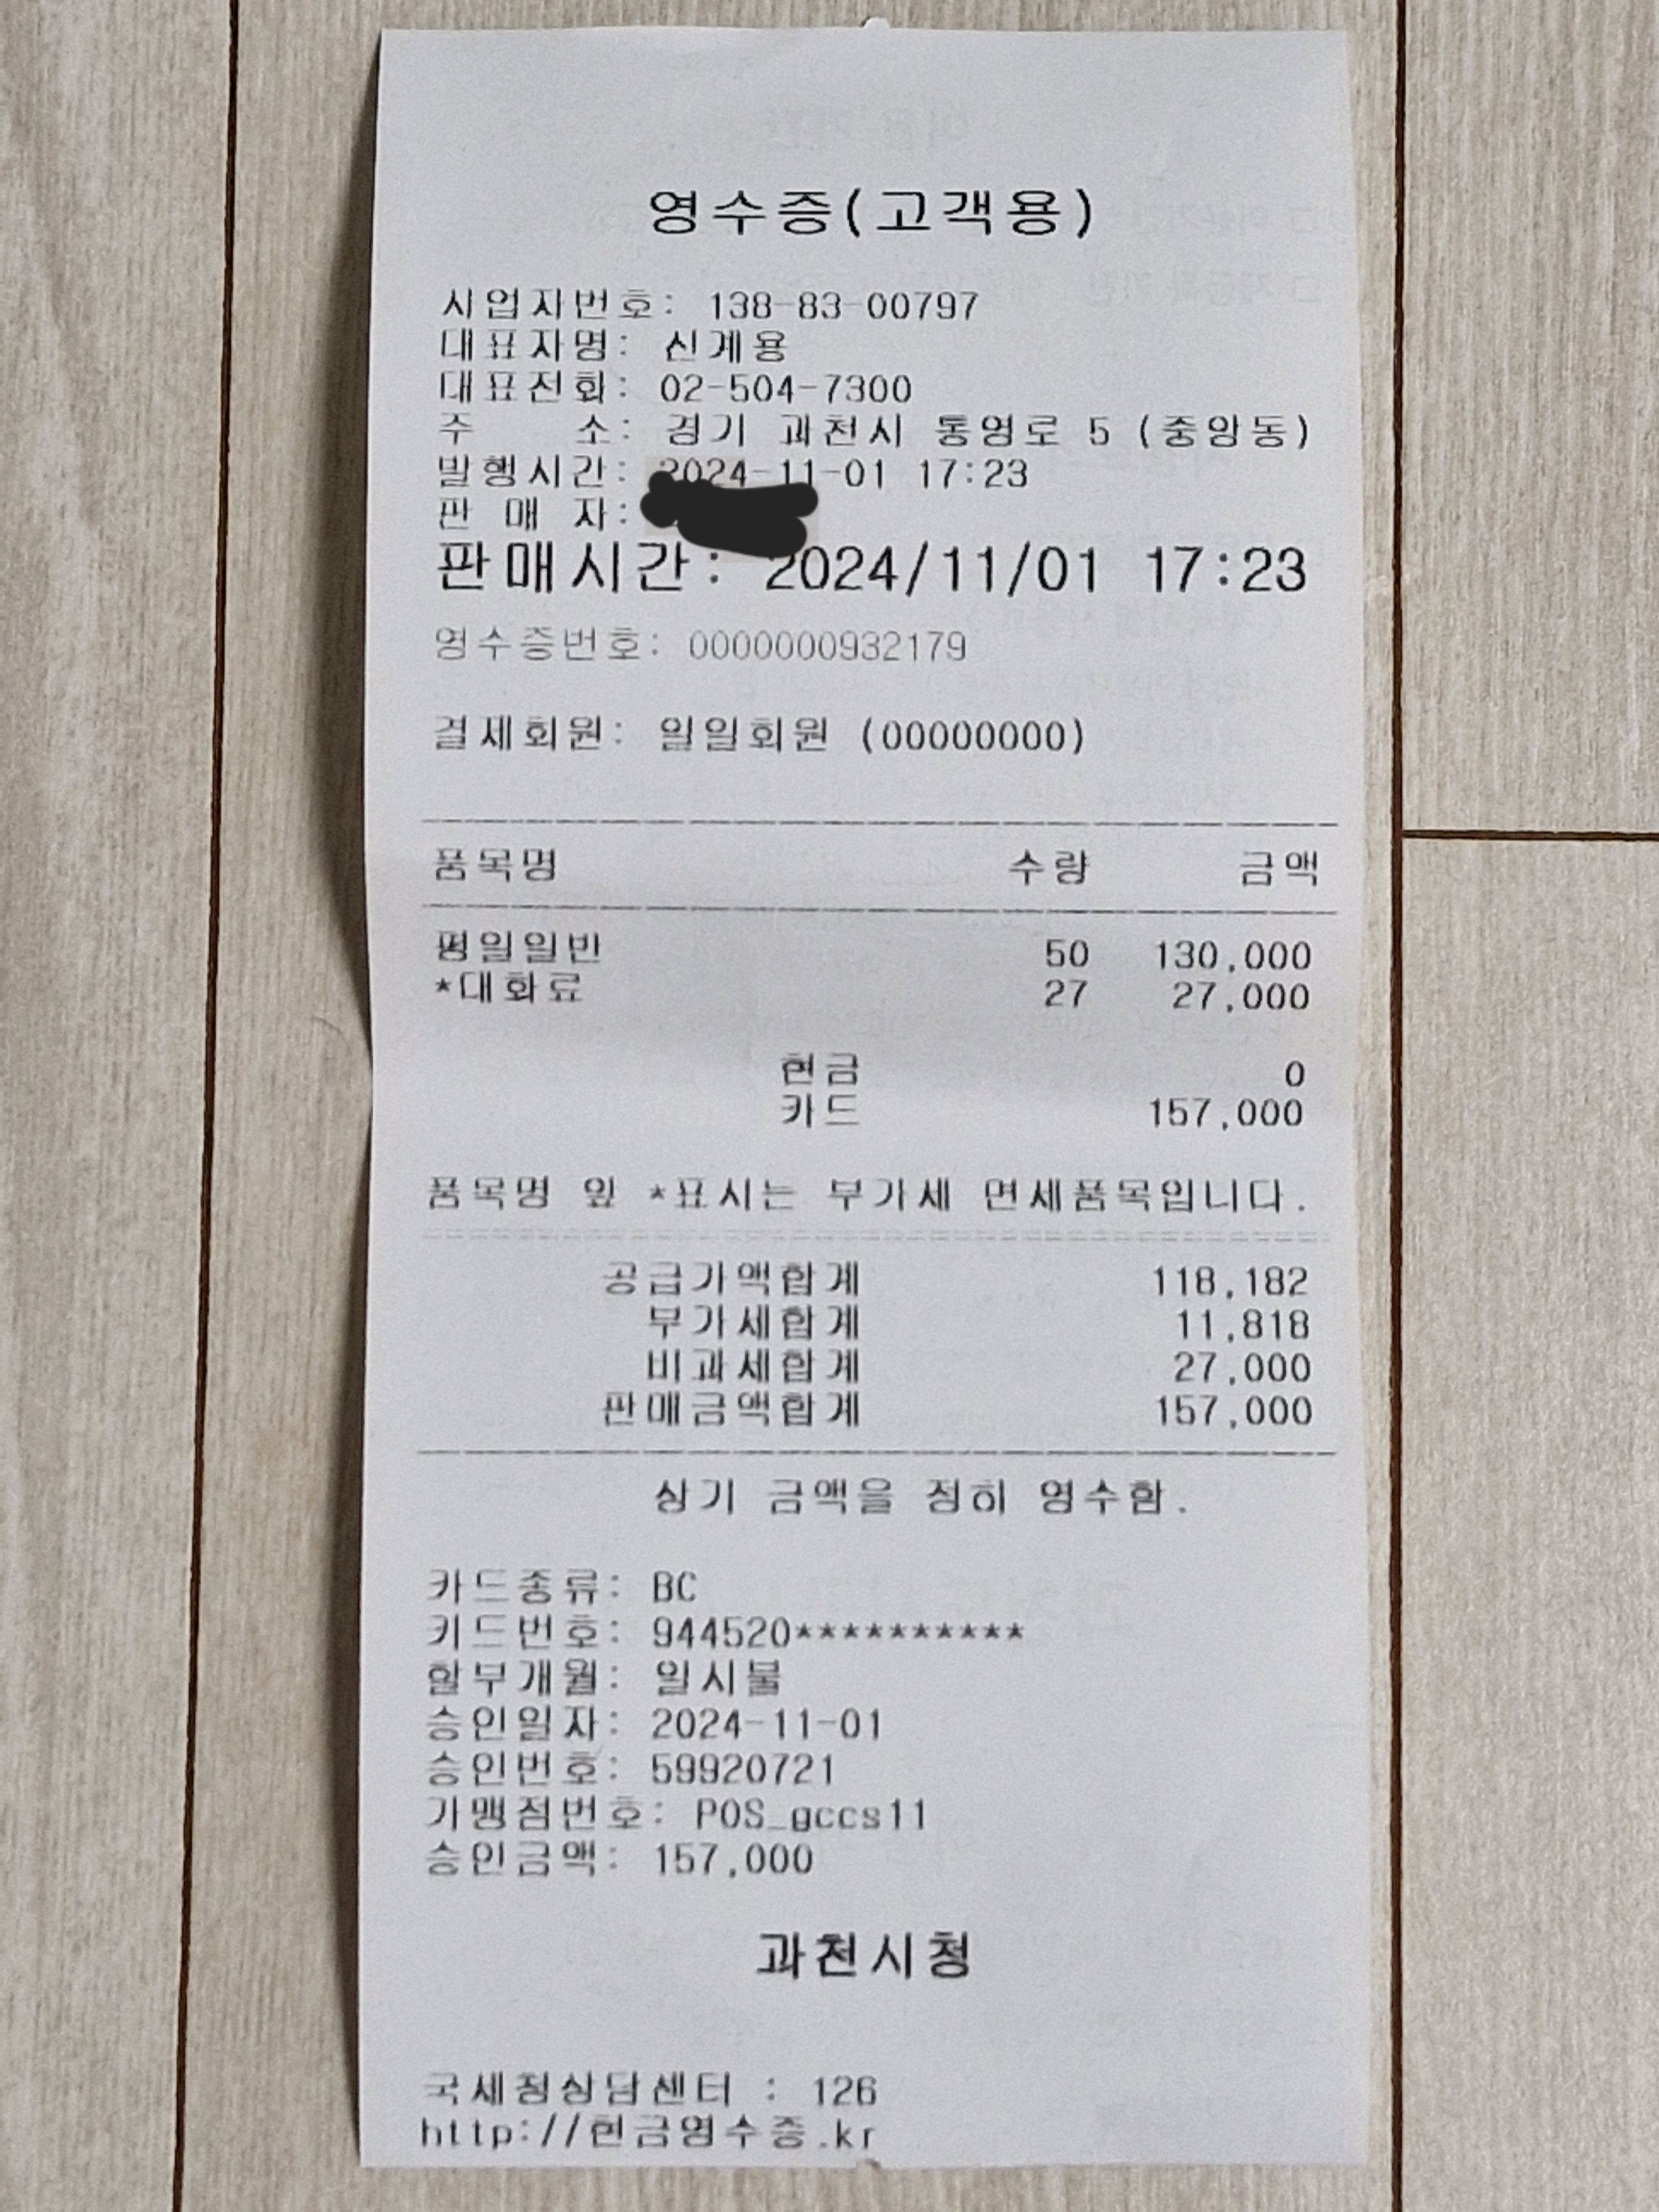 영수증(고객용)
사업자번호: 138-83-00797
대표자명: 신계용
대표전화: 02-504-7300
주 소: 경기 과천시 통영로 5 (중앙동)
발행시간: 2024-11-01 17:23
판 매 자:
판매시간: 2024/11/01 17:23
영수증번호: 0000000932179
결제회원: 일일회원 (00000000)
품목명 수량 금액
평일일반 50 130,000
*대화료 27 27,000
현금 0
카드 157,000
품목명 앞 *표시는 부가세 면세품목입니다.
공급가액합계 118,182
부가세합계 11,818
비과세합계 27,000
판매금액합계 157,000
상기 금액을 정히 영수함.
카드종류: BC
키드번호: 944520**********
할부개월: 일시불
승인일자: 2024-11-01
승인번호: 59920721
가맹점번호: POS_gccs11
승인금액: 157,000
과천시청
국세청상담센터 : 126
http://현금영수증.kr